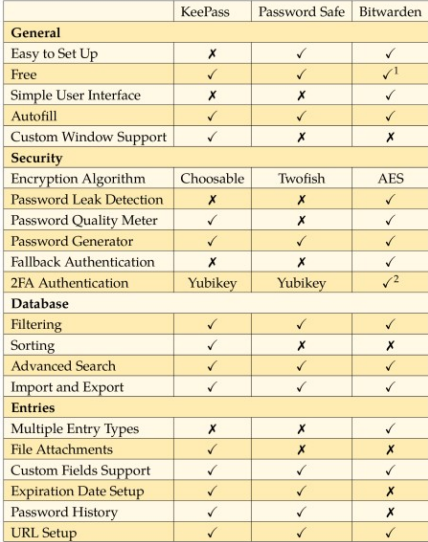 KeePass Password Safe Bitwarden
General
Easy to Set Up ✗ ✓ ✓
Free ✓ ✓ ✓1
Simple User Interface ✗ ✗ ✓
Autofill ✓ ✓ ✓
Custom Window Support ✓ ✗ ✗
Security
Encryption Algorithm Choosable Twofish AES
Password Leak Detection ✗ ✗ ✓
Password Quality Meter ✓ ✗ ✓
Password Generator ✓ ✓ ✓
Fallback Authentication ✗ ✗ ✓
2FA Authentication Yubikey Yubikey ✓2
Database
Filtering ✓ ✓ ✓
Sorting ✓ ✗ ✗
Advanced Search ✓ ✓ ✓
Import and Export ✓ ✓ ✓
Entries
Multiple Entry Types ✗ ✗ ✓
File Attachments ✓ ✗ ✗
Custom Fields Support ✓ ✓ ✓
Expiration Date Setup ✓ ✓ ✗
Password History ✓ ✓ ✗
URL Setup ✓ ✓ ✓